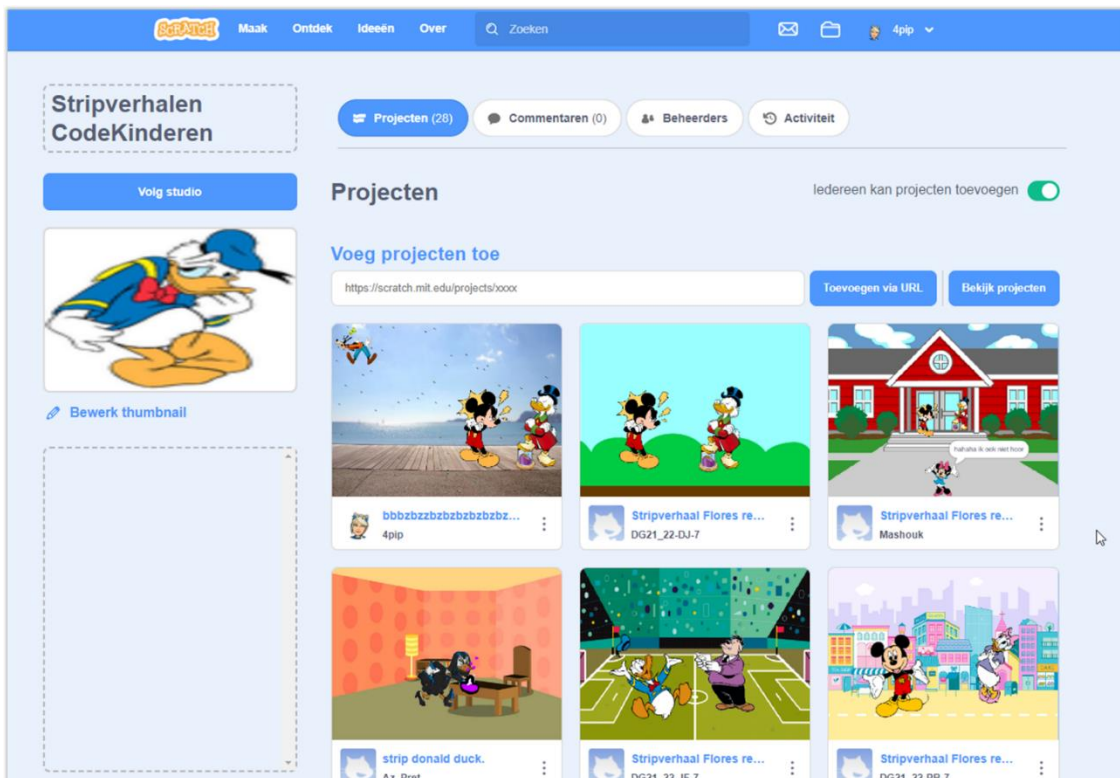 SCRATCH Maak Ontdek Ideeën Over Zoeken 4pip
Stripverhalen
CodeKinderen
Projecten (28) Commentaren (0) Beheerders Activiteit
Volg studio
Projecten
Iedereen kan projecten toevoegen
Voeg projecten toe
https://scratch.mit.edu/projects/xxxx
Toevoegen via URL
Bekijk projecten
Bewerk thumbnail
hahaha ik ook niet hoor
bbbzbzzbzbzbzbzbzbz...
4pip
Stripverhaal Flores re...
DG21_22-DJ-7
Stripverhaal Flores re...
Mashouk
strip donald duck.
Stripverhaal Flores re...
Stripverhaal Flores re...